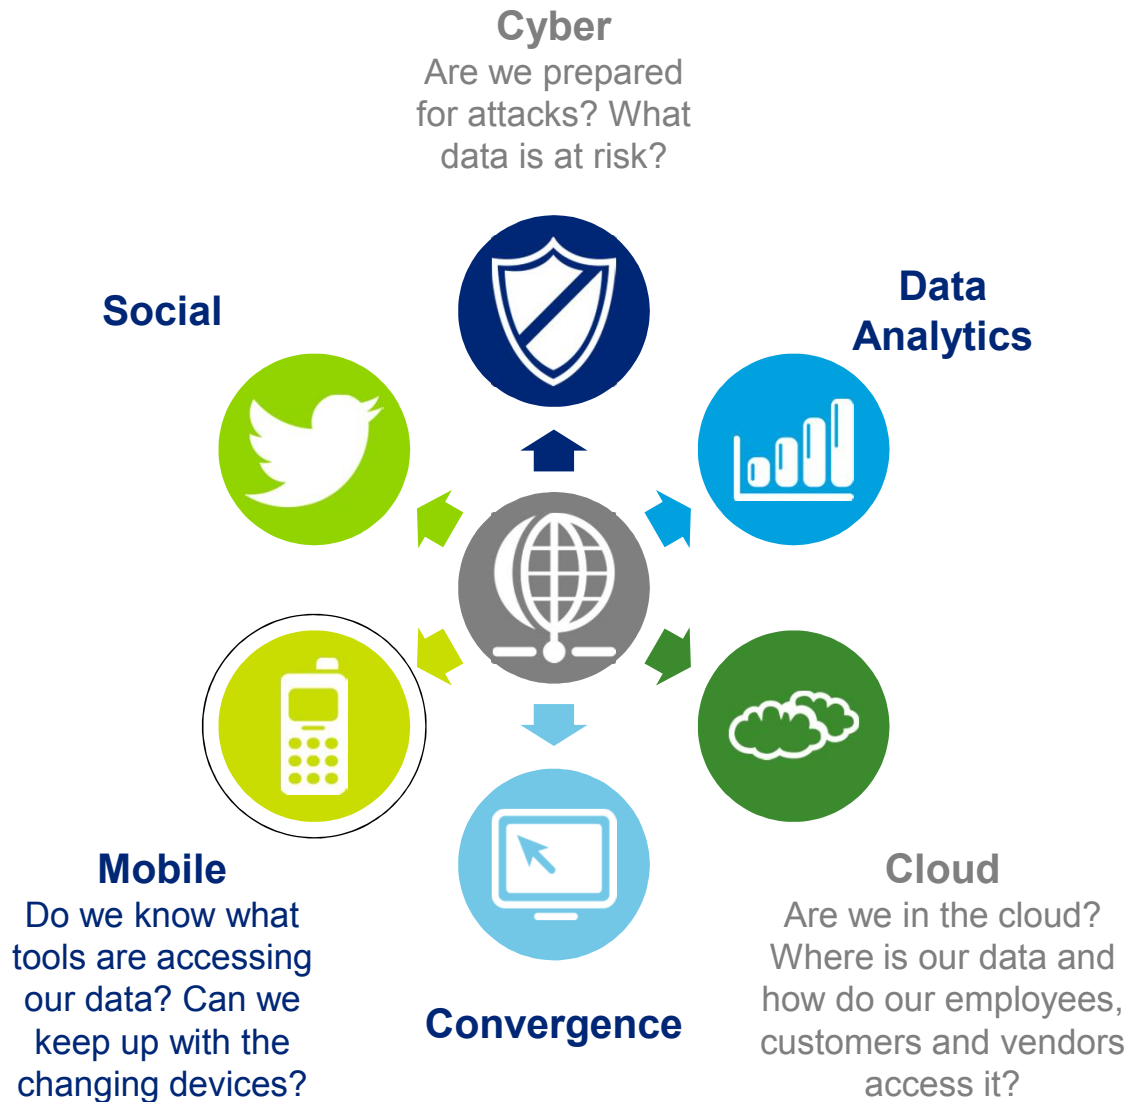 Cyber
Are we prepared
for attacks? What
data is at risk?
Social
Data
Analytics
Mobile
Do we know what
tools are accessing
our data? Can we
keep up with the
changing devices?
Convergence
Cloud
Are we in the cloud?
Where is our data and
how do our employees,
customers and vendors
access it?